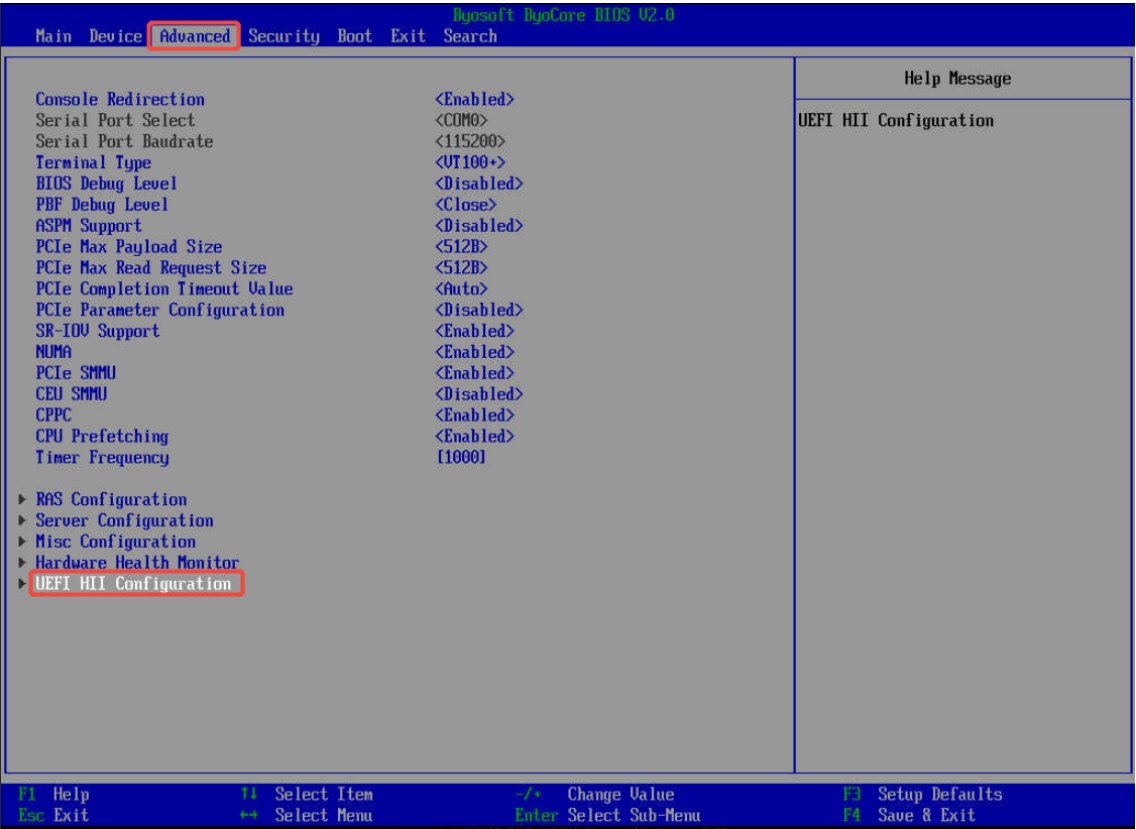 Byosoft ByoCore BIOS V2.0
Main Device Advanced Security Boot Exit Search
Help Message
UEFI HII Configuration
Console Redirection <Enabled>
Serial Port Select <COM0>
Serial Port Baudrate <115200>
Terminal Type <VT100+>
BIOS Debug Level <Disabled>
PBF Debug Level <Close>
ASPM Support <Disabled>
PCIe Max Payload Size <512B>
PCIe Max Read Request Size <512B>
PCIe Completion Timeout Value <Auto>
PCIe Parameter Configuration <Disabled>
SR-IOV Support <Enabled>
NUMA <Enabled>
PCIe SMMU <Enabled>
CEU SMMU <Disabled>
CPPC <Enabled>
CPU Prefetching <Enabled>
Timer Frequency [1000]
RAS Configuration
Server Configuration
Misc Configuration
Hardware Health Monitor
UEFI HII Configuration
F1 Help ↑↓ Select Item -/+ Change Value F3 Setup Defaults
Esc Exit ↔ Select Menu Enter Select Sub-Menu F4 Save & Exit